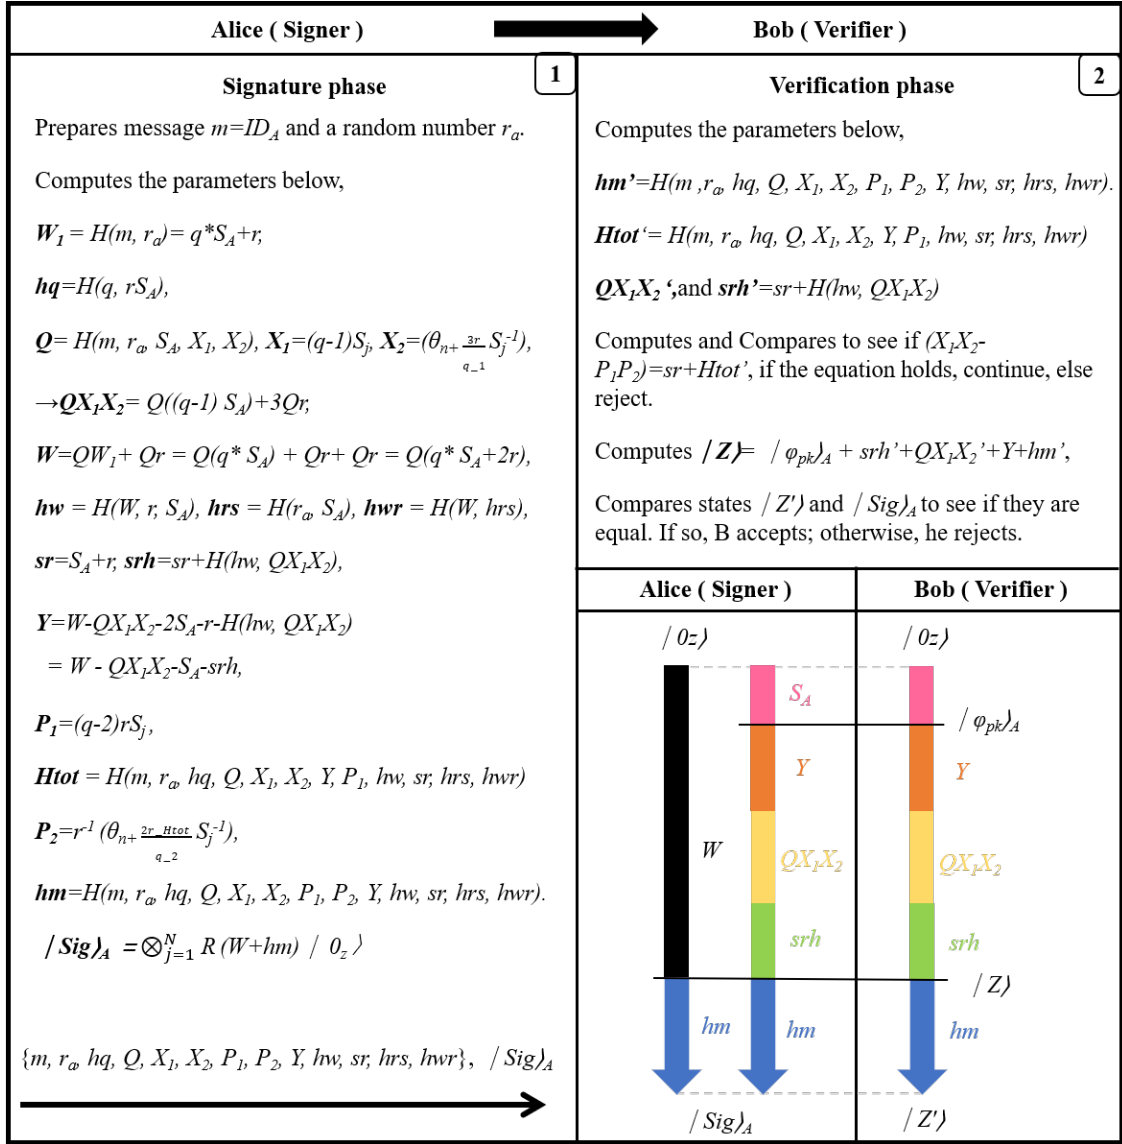 Alice ( Signer )
Bob ( Verifier )
1
Signature phase
Prepares message m=ID_A and a random number r_a.
Computes the parameters below,
W_1 = H(m, r_a)= q*S_A+r,
hq=H(q, rS_A),
Q= H(m, r_a, S_A, X_1, X_2), X_1=(q-1)S_j, X_2=(θ_{n+\frac{3r}{q_1}} S_j^{-1}),
→QX_1X_2= Q((q-1) S_A)+3Qr,
W=QW_1+ Qr = Q(q* S_A) + Qr+ Qr = Q(q* S_A+2r),
hw = H(W, r, S_A), hrs = H(r_a, S_A), hwr = H(W, hrs),
sr=S_A+r, srh=sr+H(hw, QX_1X_2),
Y=W-QX_1X_2-2S_A-r-H(hw, QX_1X_2)
= W - QX_1X_2-S_A-srh,
P_1=(q-2)rS_j,
Htot = H(m, r_a, hq, Q, X_1, X_2, Y, P_1, hw, sr, hrs, hwr)
P_2=r^{-1} (θ_{n+\frac{2r_Htot}{q_2}} S_j^{-1}),
hm=H(m, r_a, hq, Q, X_1, X_2, P_1, P_2, Y, hw, sr, hrs, hwr).
|Sig⟩_A = ⊗_{j=1}^N R (W+hm) | 0_z ⟩
{m, r_a, hq, Q, X_1, X_2, P_1, P_2, Y, hw, sr, hrs, hwr}, |Sig⟩_A
2
Verification phase
Computes the parameters below,
hm’=H(m ,r_a, hq, Q, X_1, X_2, P_1, P_2, Y, hw, sr, hrs, hwr).
Htot‘= H(m, r_a, hq, Q, X_1, X_2, Y, P_1, hw, sr, hrs, hwr)
QX_1X_2 ‘,and srh’=sr+H(hw, QX_1X_2)
Computes and Compares to see if (X_1X_2-
P_1P_2)=sr+Htot’, if the equation holds, continue, else
reject.
Computes |Z⟩= |φ_{pk}⟩_A + srh’+QX_1X_2’+Y+hm’,
Compares states |Z'⟩ and |Sig⟩_A to see if they are
equal. If so, B accepts; otherwise, he rejects.
Alice ( Signer )
Bob ( Verifier )
|0z⟩
|0z⟩
S_A
|φ_{pk}⟩_A
Y
Y
W
QX_1X_2
QX_1X_2
srh
srh
|Z⟩
hm
hm
hm
|Sig⟩_A
|Z'⟩